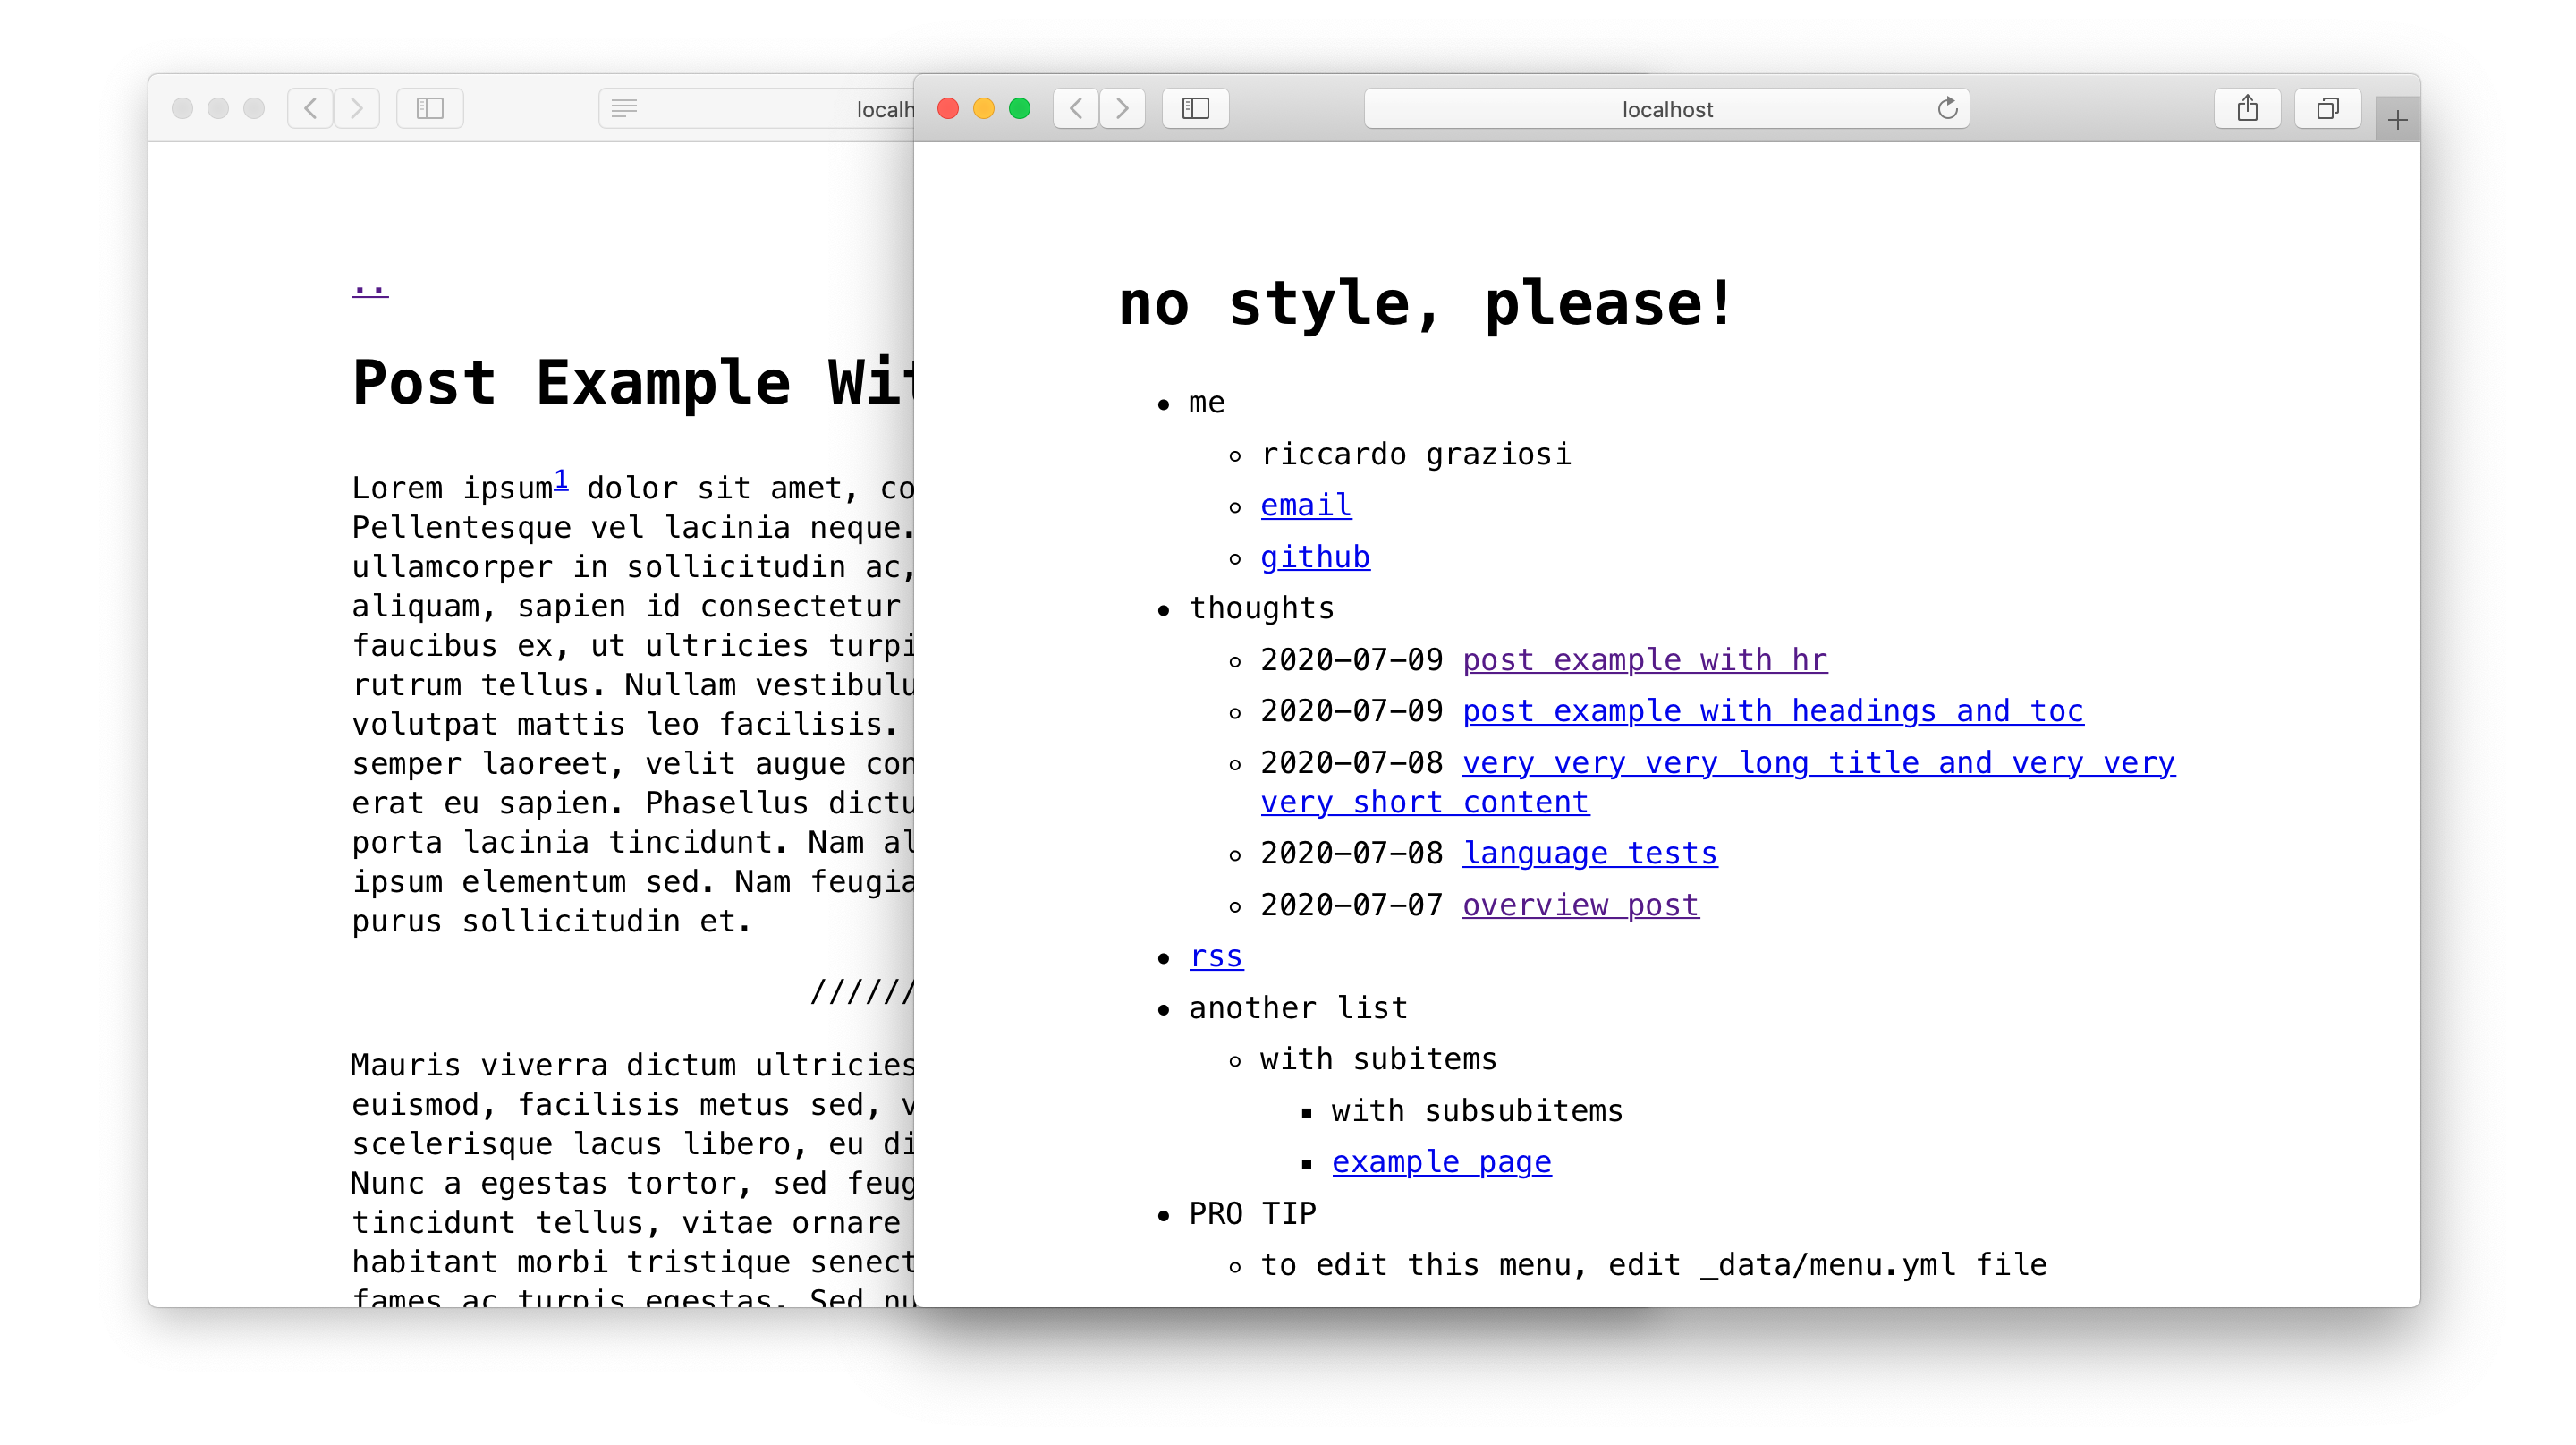 localh
..
Post Example Wit
Lorem ipsum1 dolor sit amet, co
Pellentesque vel lacinia neque.
ullamcorper in sollicitudin ac,
aliquam, sapien id consectetur
faucibus ex, ut ultricies turpi
rutrum tellus. Nullam vestibulu
volutpat mattis leo facilisis.
semper laoreet, velit augue con
erat eu sapien. Phasellus dictu
porta lacinia tincidunt. Nam al
ipsum elementum sed. Nam feugia
purus sollicitudin et.
//////
Mauris viverra dictum ultricies
euismod, facilisis metus sed, v
scelerisque lacus libero, eu di
Nunc a egestas tortor, sed feug
tincidunt tellus, vitae ornare
habitant morbi tristique senect
fames ac turpis egestas. Sed nu
localhost
no style, please!
me
riccardo graziosi
email
github
thoughts
2020-07-09 post example with hr
2020-07-09 post example with headings and toc
2020-07-08 very very very long title and very very
very short content
2020-07-08 language tests
2020-07-07 overview post
rss
another list
with subitems
with subsubitems
example page
PRO TIP
to edit this menu, edit _data/menu.yml file